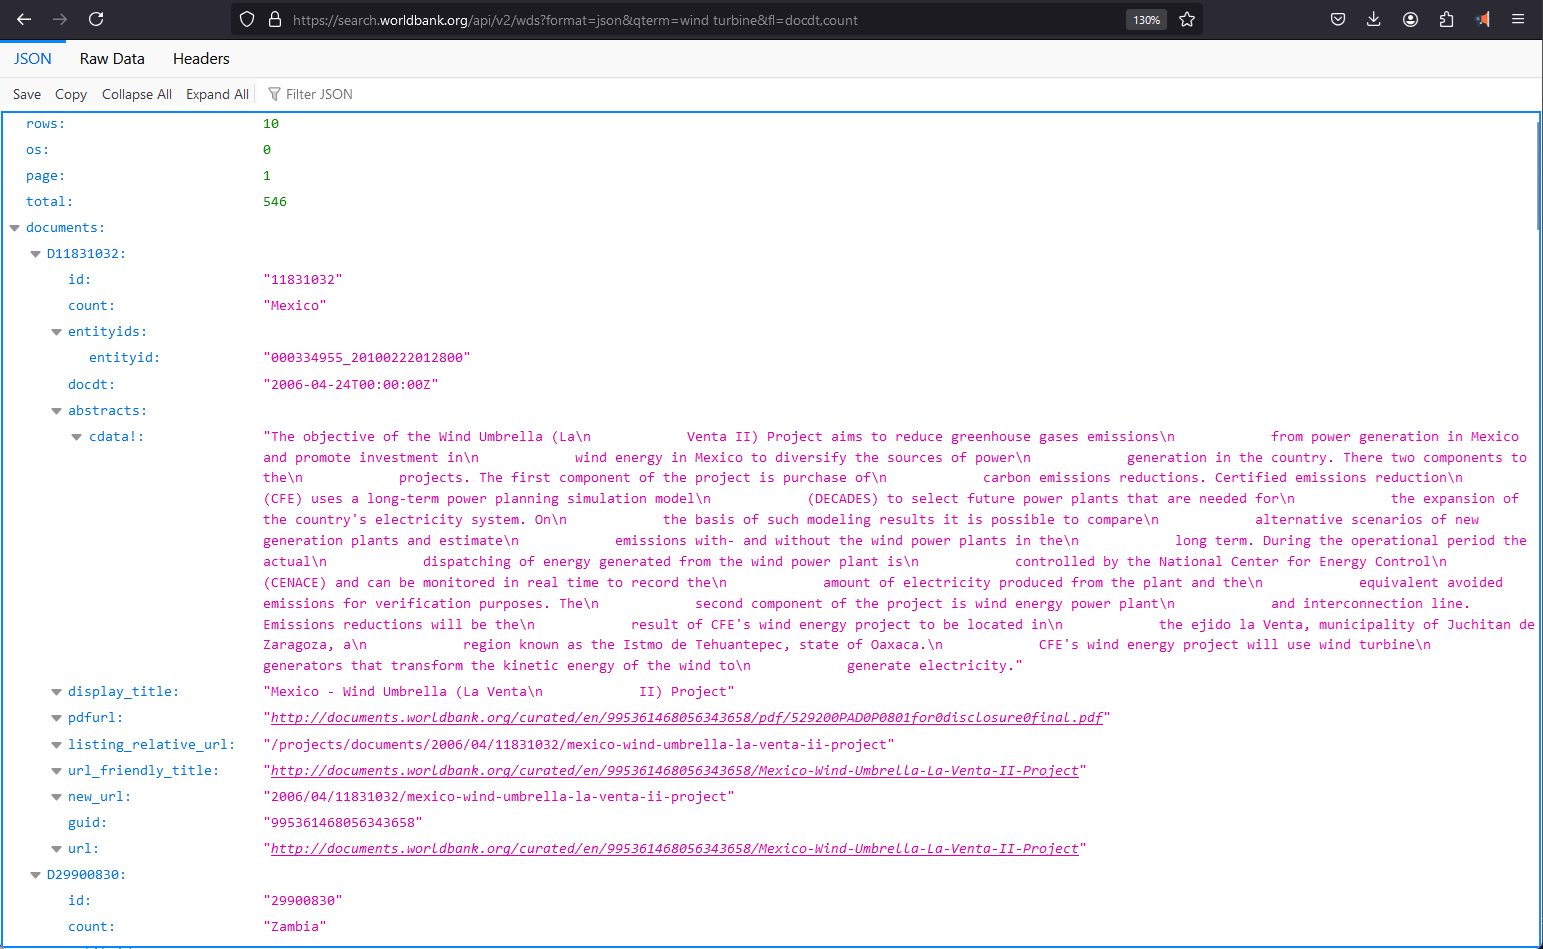 https://search.worldbank.org/api/v2/wds?format=json&qterm=wind turbine&fl=docdt,count
130%
JSON Raw Data Headers
Save Copy Collapse All Expand All Filter JSON
rows: 10
os: 0
page: 1
total: 546
documents:
D11831032:
id: "11831032"
count: "Mexico"
entityids:
entityid: "000334955_20100222012800"
docdt: "2006-04-24T00:00:00Z"
abstracts:
cdata!: "The objective of the Wind Umbrella (La\n            Venta II) Project aims to reduce greenhouse gases emissions\n            from power generation in Mexico
and promote investment in\n            wind energy in Mexico to diversify the sources of power\n            generation in the country. There two components to
the\n            projects. The first component of the project is purchase of\n            carbon emissions reductions. Certified emissions reduction\n
(CFE) uses a long-term power planning simulation model\n            (DECADES) to select future power plants that are needed for\n            the expansion of
the country's electricity system. On\n            the basis of such modeling results it is possible to compare\n            alternative scenarios of new
generation plants and estimate\n            emissions with- and without the wind power plants in the\n            long term. During the operational period the
actual\n            dispatching of energy generated from the wind power plant is\n            controlled by the National Center for Energy Control\n
(CENACE) and can be monitored in real time to record the\n            amount of electricity produced from the plant and the\n            equivalent avoided
emissions for verification purposes. The\n            second component of the project is wind energy power plant\n            and interconnection line.
Emissions reductions will be the\n            result of CFE's wind energy project to be located in\n            the ejido la Venta, municipality of Juchitan de
Zaragoza, a\n            region known as the Istmo de Tehuantepec, state of Oaxaca.\n            CFE's wind energy project will use wind turbine\n
generators that transform the kinetic energy of the wind to\n            generate electricity."
display_title: "Mexico - Wind Umbrella (La Venta\n            II) Project"
pdfurl: "http://documents.worldbank.org/curated/en/995361468056343658/pdf/529200PAD0P0801for0disclosure0final.pdf"
listing_relative_url: "/projects/documents/2006/04/11831032/mexico-wind-umbrella-la-venta-ii-project"
url_friendly_title: "http://documents.worldbank.org/curated/en/995361468056343658/Mexico-Wind-Umbrella-La-Venta-II-Project"
new_url: "2006/04/11831032/mexico-wind-umbrella-la-venta-ii-project"
guid: "995361468056343658"
url: "http://documents.worldbank.org/curated/en/995361468056343658/Mexico-Wind-Umbrella-La-Venta-II-Project"
D29900830:
id: "29900830"
count: "Zambia"